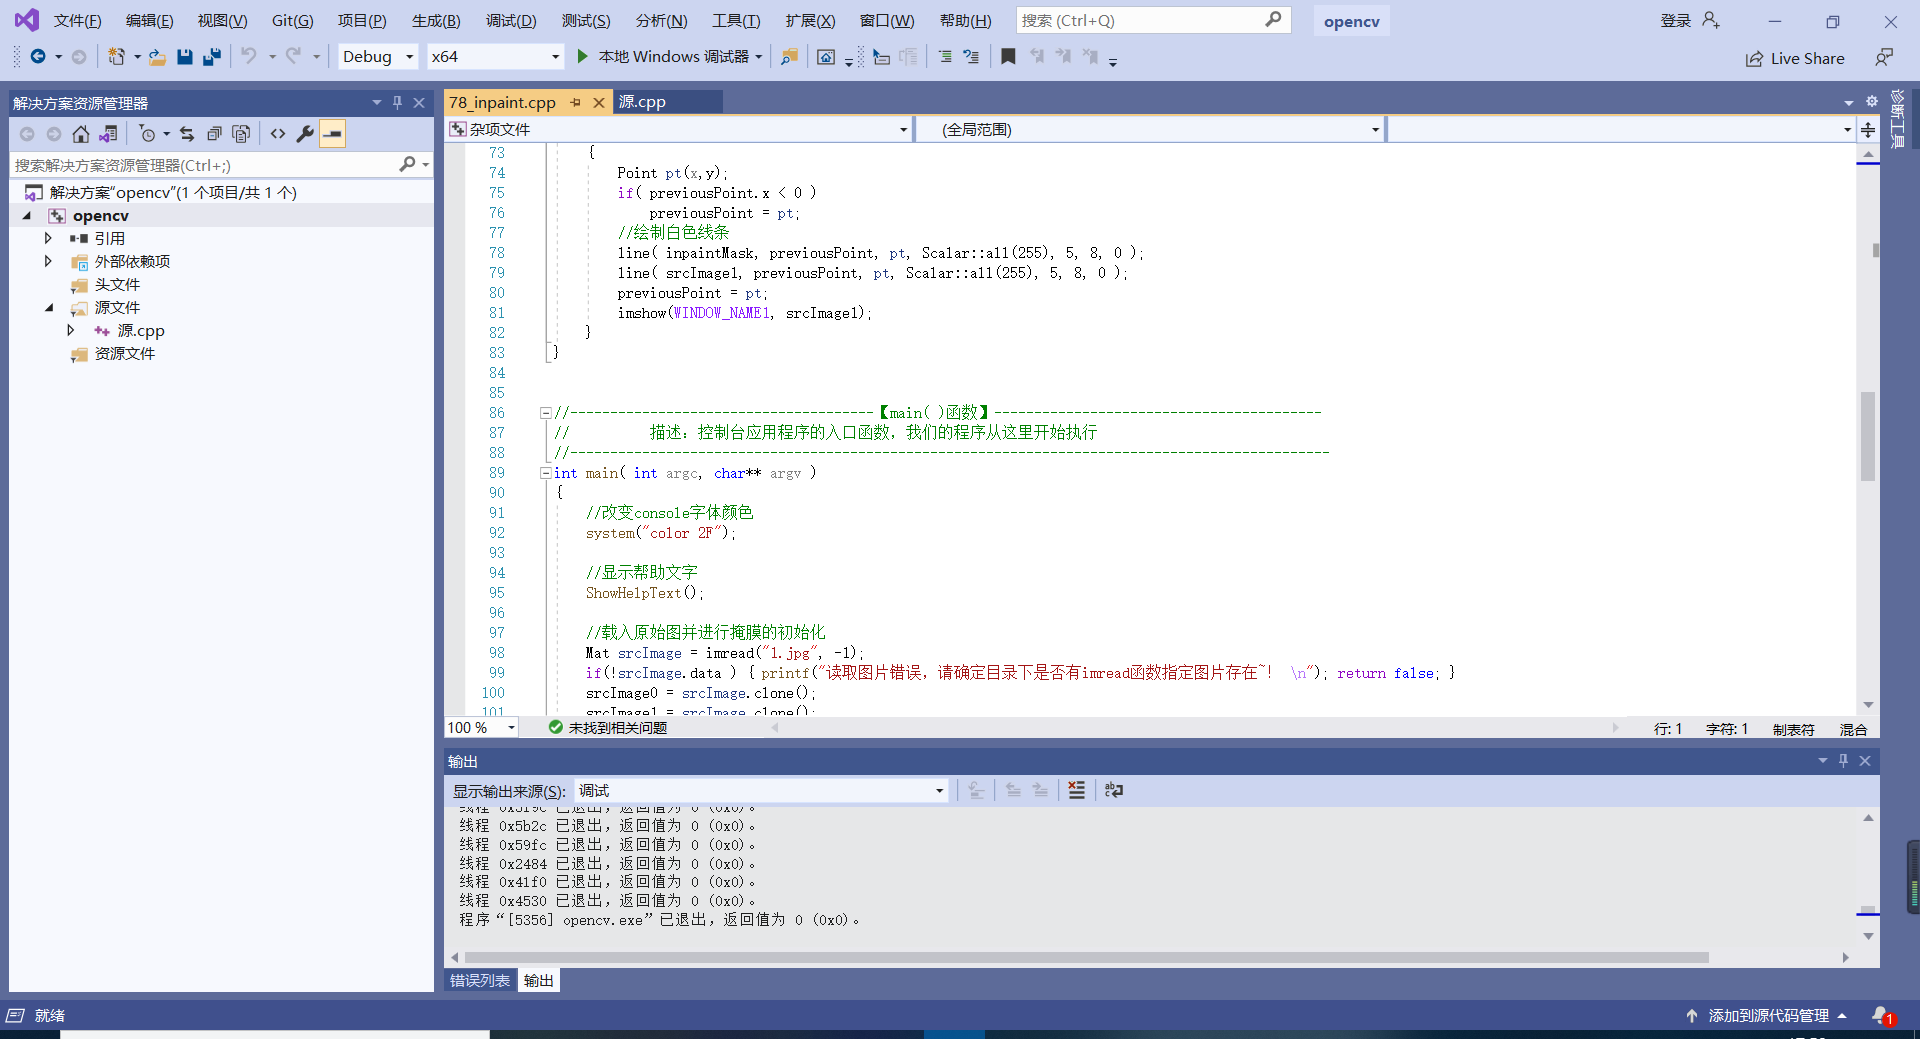 文件(F) 编辑(E) 视图(V) Git(G) 项目(P) 生成(B) 调试(D) 测试(S) 分析(N) 工具(T) 扩展(X) 窗口(W) 帮助(H) 搜索 (Ctrl+Q) opencv 登录
Debug x64 本地 Windows 调试器 Live Share
解决方案资源管理器
搜索解决方案资源管理器(Ctrl+;)
解决方案"opencv"(1 个项目/共 1 个)
opencv
引用
外部依赖项
头文件
源文件
源.cpp
资源文件
78_inpaint.cpp 源.cpp
杂项文件 (全局范围)
73 {
74 Point pt(x,y);
75 if( previousPoint.x < 0 )
76 previousPoint = pt;
77 //绘制白色线条
78 line( inpaintMask, previousPoint, pt, Scalar::all(255), 5, 8, 0 );
79 line( srcImage1, previousPoint, pt, Scalar::all(255), 5, 8, 0 );
80 previousPoint = pt;
81 imshow(WINDOW_NAME1, srcImage1);
82 }
83 }
84
85
86 //--------------------------------------【main( )函数】-----------------------------------------
87 // 描述：控制台应用程序的入口函数，我们的程序从这里开始执行
88 //-----------------------------------------------------------------------------------------------
89 int main( int argc, char** argv )
90 {
91 //改变console字体颜色
92 system("color 2F");
93
94 //显示帮助文字
95 ShowHelpText();
96
97 //载入原始图并进行掩膜的初始化
98 Mat srcImage = imread("1.jpg", -1);
99 if(!srcImage.data ) { printf("读取图片错误，请确定目录下是否有imread函数指定图片存在~！ \n"); return false; }
100 srcImage0 = srcImage.clone();
101 srcImage1 = srcImage.clone();
100 % 未找到相关问题 行: 1 字符: 1 制表符 混合
输出
显示输出来源(S): 调试
线程 0x5f9c 已退出，返回值为 0 (0x0)。
线程 0x5b2c 已退出，返回值为 0 (0x0)。
线程 0x59fc 已退出，返回值为 0 (0x0)。
线程 0x2484 已退出，返回值为 0 (0x0)。
线程 0x41f0 已退出，返回值为 0 (0x0)。
线程 0x4530 已退出，返回值为 0 (0x0)。
程序“[5356] opencv.exe”已退出，返回值为 0 (0x0)。
错误列表 输出
诊断工具
就绪 添加到源代码管理 1